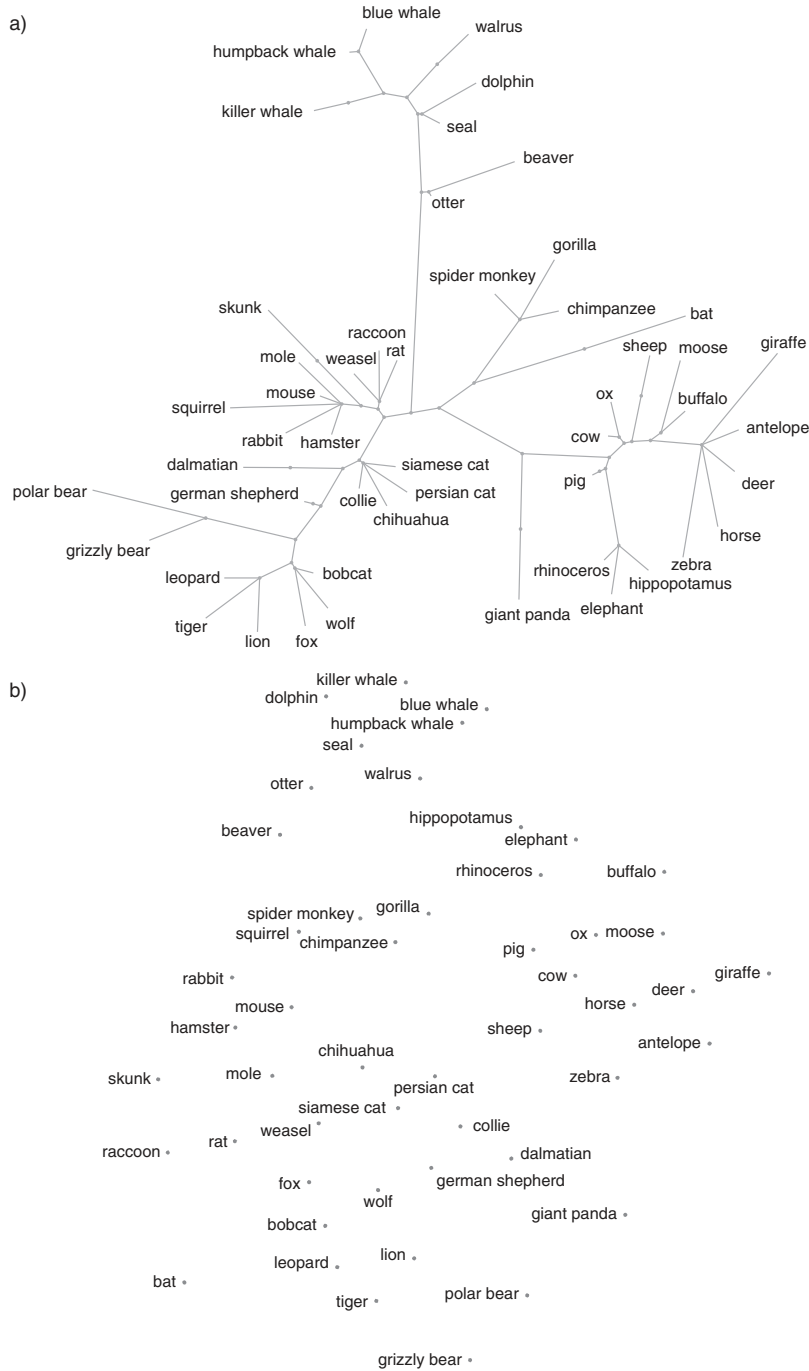 a)
blue whale
walrus
humpback whale
dolphin
killer whale
seal
beaver
otter
gorilla
spider monkey
skunk
chimpanzee
bat
raccoon
rat
sheep
moose
giraffe
mole
weasel
mouse
ox
buffalo
squirrel
antelope
rabbit
hamster
cow
dalmatian
siamese cat
pig
deer
polar bear
german shepherd
collie
persian cat
chihuahua
horse
grizzly bear
zebra
rhinoceros
leopard
bobcat
hippopotamus
elephant
giant panda
tiger
wolf
lion
fox
b)
killer whale
dolphin
blue whale
humpback whale
seal
walrus
otter
hippopotamus
beaver
elephant
rhinoceros
buffalo
spider monkey
gorilla
squirrel
chimpanzee
ox
moose
pig
rabbit
cow
giraffe
deer
mouse
horse
hamster
sheep
antelope
chihuahua
skunk
mole
persian cat
zebra
siamese cat
weasel
collie
rat
raccoon
dalmatian
german shepherd
fox
wolf
giant panda
bobcat
lion
leopard
bat
tiger
polar bear
grizzly bear